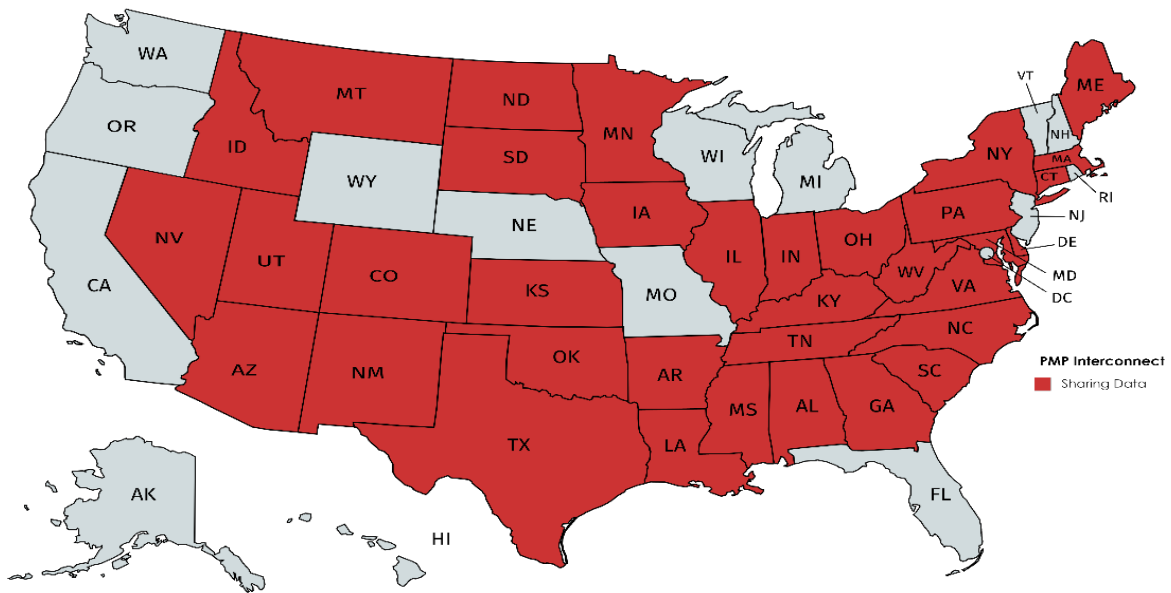 WA
MT
ND
MN
OR
ID
SD
WI
MI
VT
ME
NH
NY
MA
CT
RI
WY
IA
NE
PA
NJ
NV
UT
CO
IL
IN
OH
DE
CA
KS
MO
WV
MD
VA
DC
KY
AZ
NM
OK
TN
NC
AR
SC
PMP Interconnect
Sharing Data
MS
AL
GA
TX
LA
AK
FL
HI